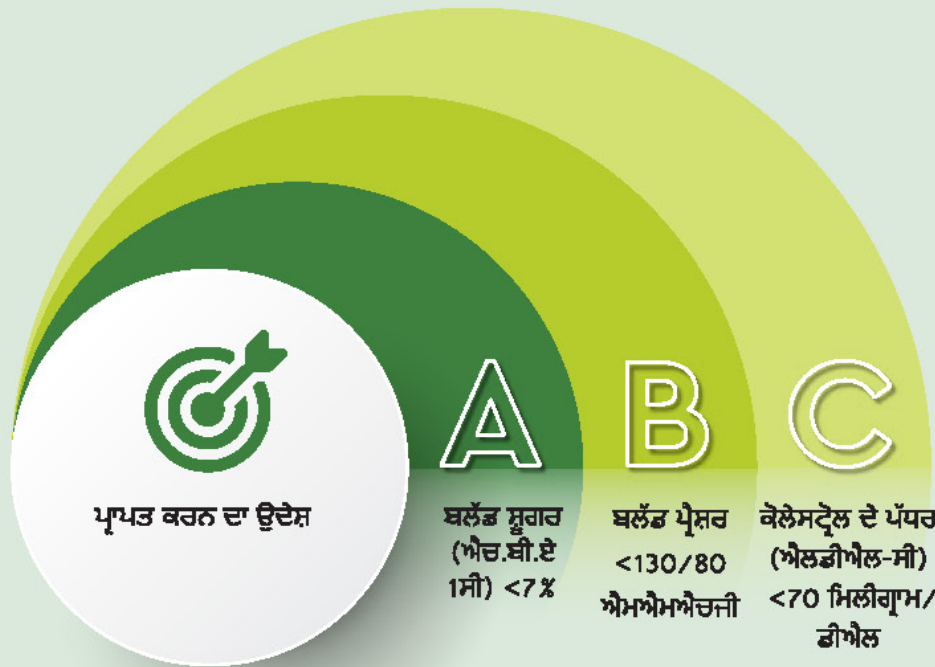 ਪ੍ਰਾਪਤ ਕਰਨ ਦਾ ਉਦੇਸ਼
A
ਬਲੱਡ ਸ਼ੂਗਰ
(ਐਚ.ਬੀ.ਏ
1ਸੀ) <7%
B
ਬਲੱਡ ਪ੍ਰੈਸ਼ਰ
<130/80
ਐਮਐਮਐਚਜੀ
C
ਕੋਲੇਸਟ੍ਰੋਲ ਦੇ ਪੱਧਰ
(ਐਲਡੀਐਲ-ਸੀ)
<70 ਮਿਲੀਗ੍ਰਾਮ/
ਡੀਐਲ